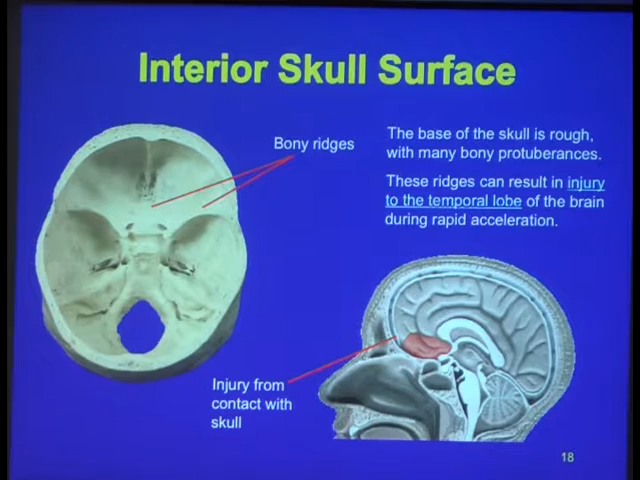 Interior Skull Surface
Bony ridges
The base of the skull is rough,
with many bony protuberances.
These ridges can result in injury
to the temporal lobe of the brain
during rapid acceleration.
Injury from
contact with
skull
18